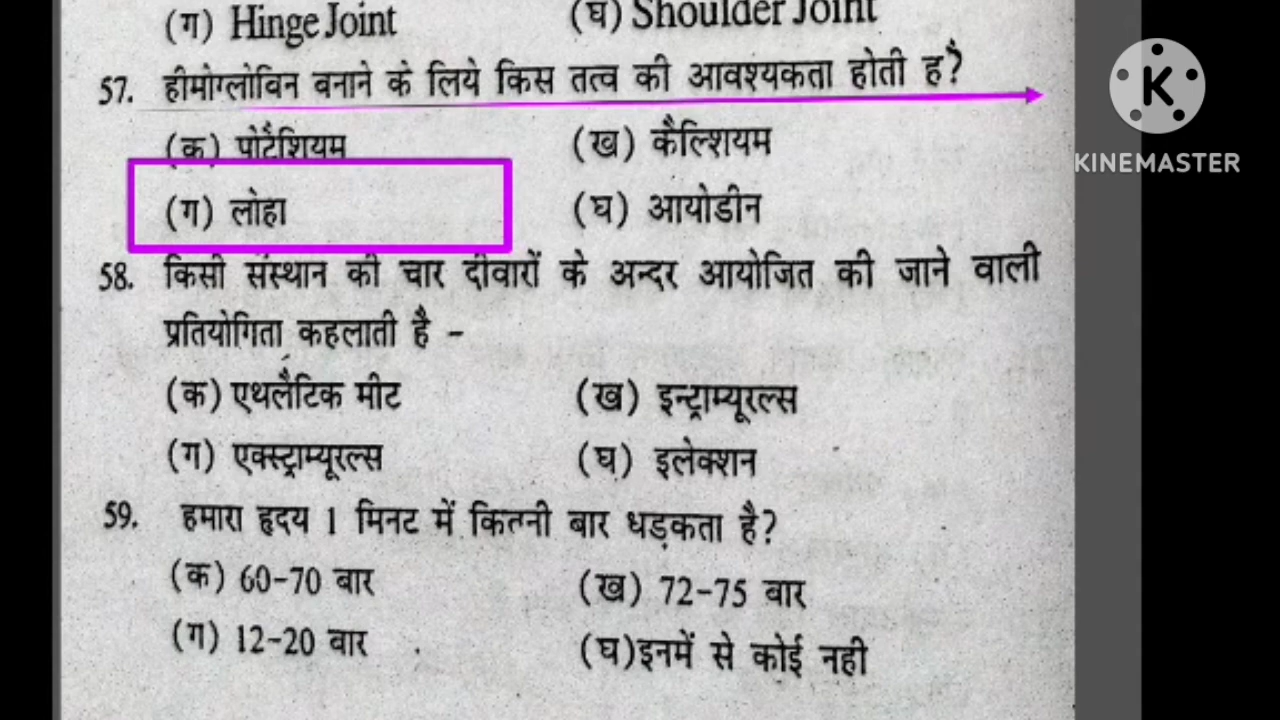 (ग) Hinge Joint (घ) Shoulder Joint
57. हीमोग्लोविन बनाने के लिये किस तत्व की आवश्यकता होती ह?
(क) पोटैशियम (ख) कैल्शियम
(ग) लोहा (घ) आयोडीन
58. किसी संस्थान की चार दीवारों के अन्दर आयोजित की जाने वाली
प्रतियोगिता कहलाती है -
(क) एथलैटिक मीट (ख) इन्ट्राम्यूरल्स
(ग) एक्स्ट्राम्यूरल्स (घ) इलेक्शन
59. हमारा हृदय 1 मिनट में कितनी बार धड़कता है?
(क) 60-70 बार (ख) 72-75 बार
(ग) 12-20 वार (घ)इनमें से कोई नही
K
KINEMASTER